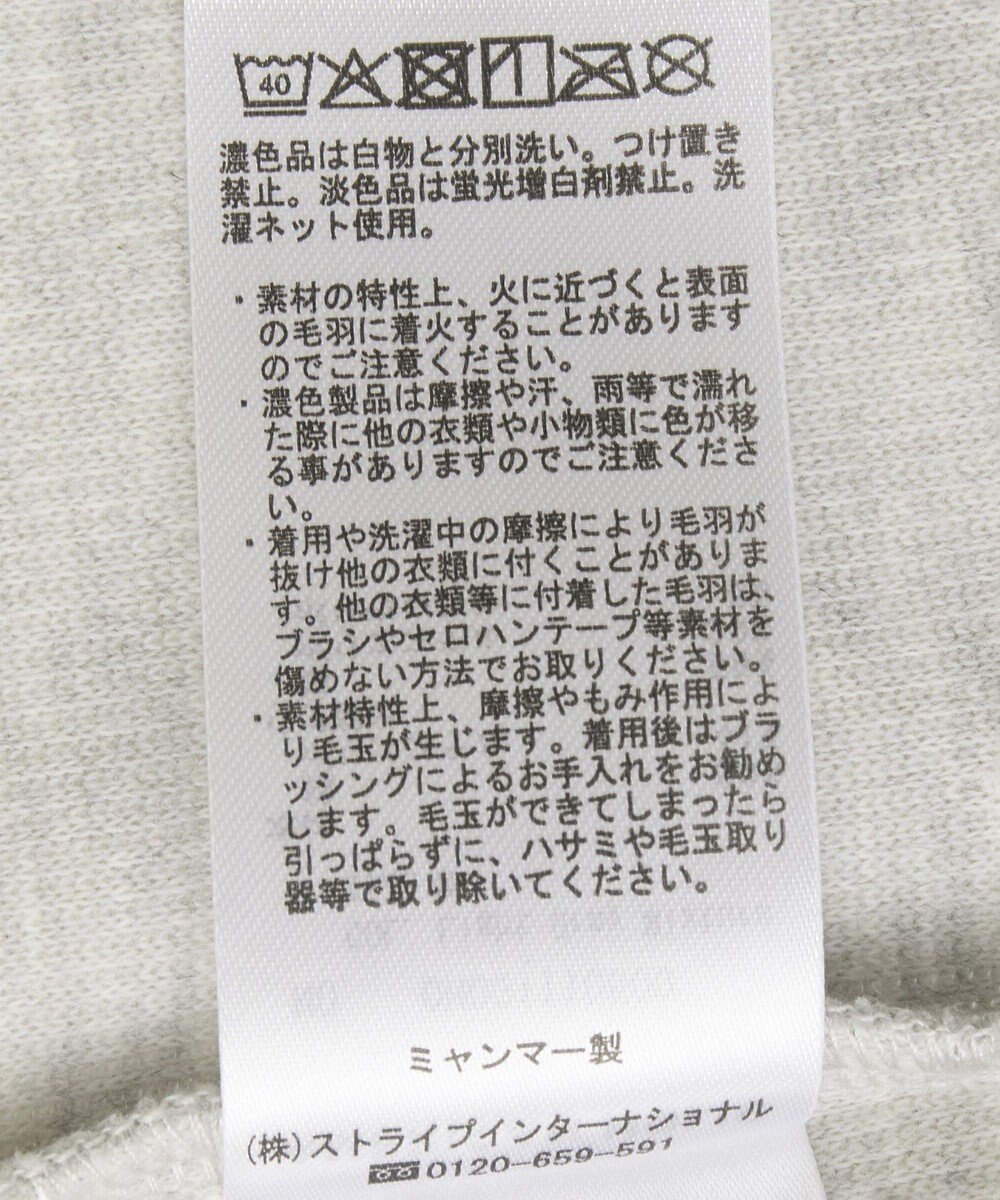 40
濃色品は白物と分別洗い。つけ置き
禁止。淡色品は蛍光増白剤禁止。洗
濯ネット使用。
・素材の特性上、火に近づくと表面
の毛羽に着火することがあります
のでご注意ください。
・濃色製品は摩擦や汗、雨等で濡れ
た際に他の衣類や小物類に色が移
る事がありますのでご注意くださ
い。
・着用や洗濯中の摩擦により毛羽が
抜け他の衣類に付くことがありま
す。他の衣類等に付着した毛羽は、
ブラシやセロハンテープ等素材を
傷めない方法でお取りください。
・素材特性上、摩擦やもみ作用によ
り毛玉が生じます。着用後はブラ
ッシングによるお手入れをお勧め
します。毛玉ができてしまったら
引っぱらずに、ハサミや毛玉取り
器等で取り除いてください。
ミャンマー製
(株)ストライプインターナショナル
0120-659-591